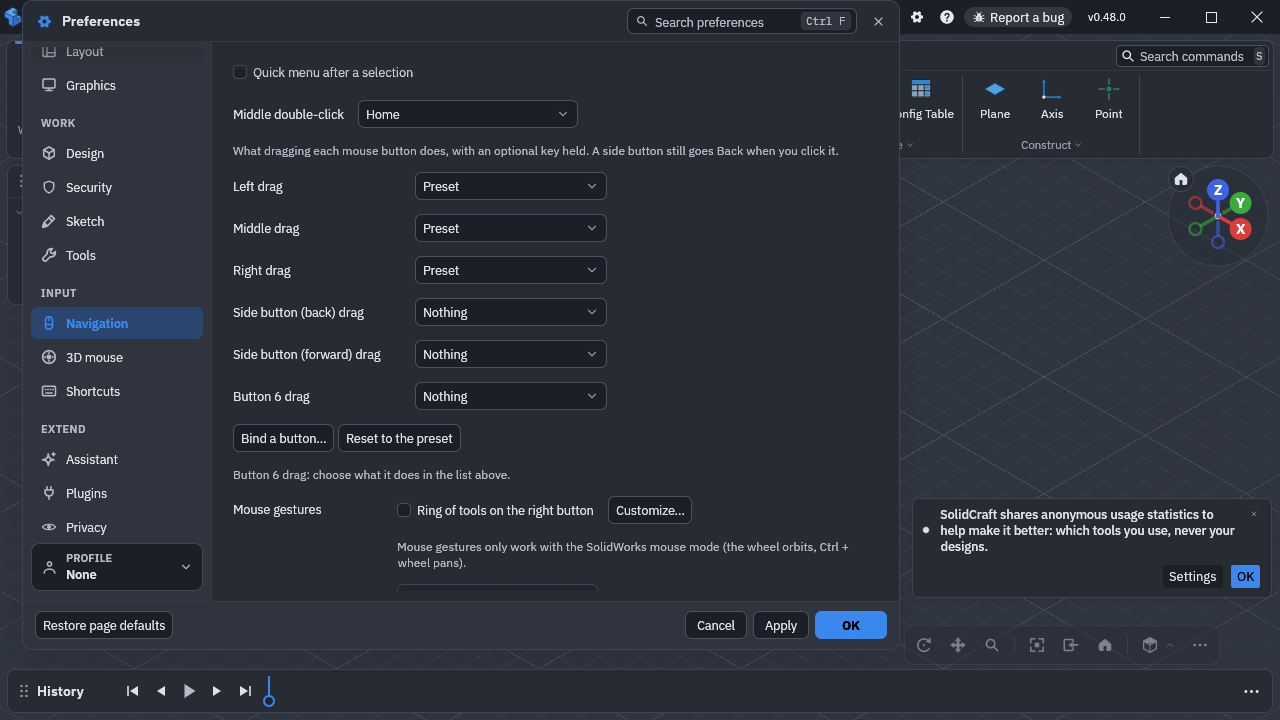 Preferences
Search preferences
Ctrl F
Report a bug
v0.48.0
Search commands
S
Layout
Graphics
WORK
Design
Security
Sketch
Tools
INPUT
Navigation
3D mouse
Shortcuts
EXTEND
Assistant
Plugins
Privacy
PROFILE
None
Quick menu after a selection
Middle double-click
Home
What dragging each mouse button does, with an optional key held. A side button still goes Back when you click it.
Left drag
Preset
Middle drag
Preset
Right drag
Preset
Side button (back) drag
Nothing
Side button (forward) drag
Nothing
Button 6 drag
Nothing
Bind a button...
Reset to the preset
Button 6 drag: choose what it does in the list above.
Mouse gestures
Ring of tools on the right button
Customize...
Mouse gestures only work with the SolidWorks mouse mode (the wheel orbits, Ctrl +
wheel pans).
Restore page defaults
Cancel
Apply
OK
Table
Plane
Axis
Point
Construct
Z
Y
X
SolidCraft shares anonymous usage statistics to
help make it better: which tools you use, never your
designs.
Settings
OK
History